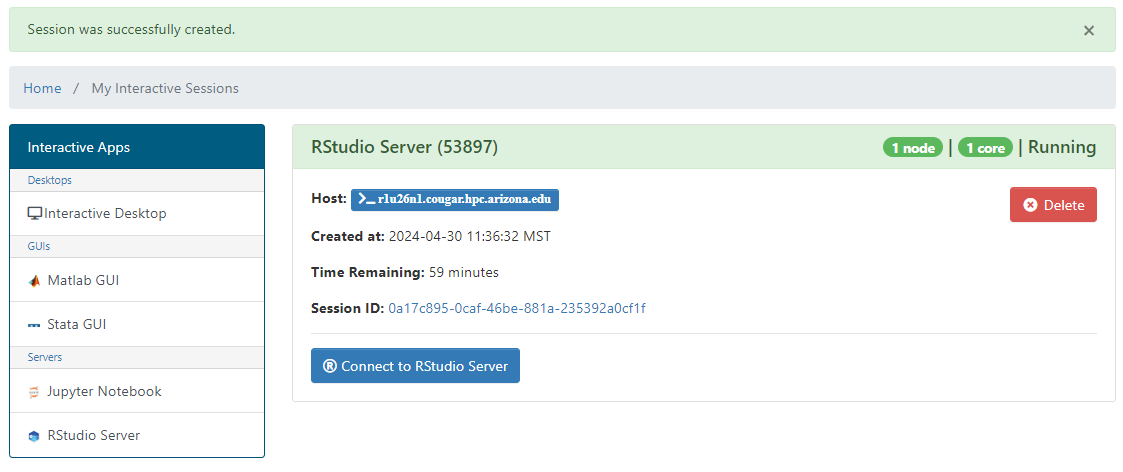 Session was successfully created.
×
Home / My Interactive Sessions
Interactive Apps
Desktops
Interactive Desktop
GUIs
Matlab GUI
Stata GUI
Servers
Jupyter Notebook
RStudio Server
RStudio Server (53897)
1 node | 1 core | Running
Host: >_ r1u26n1.cougar.hpc.arizona.edu
Delete
Created at: 2024-04-30 11:36:32 MST
Time Remaining: 59 minutes
Session ID: 0a17c895-0caf-46be-881a-235392a0cf1f
® Connect to RStudio Server